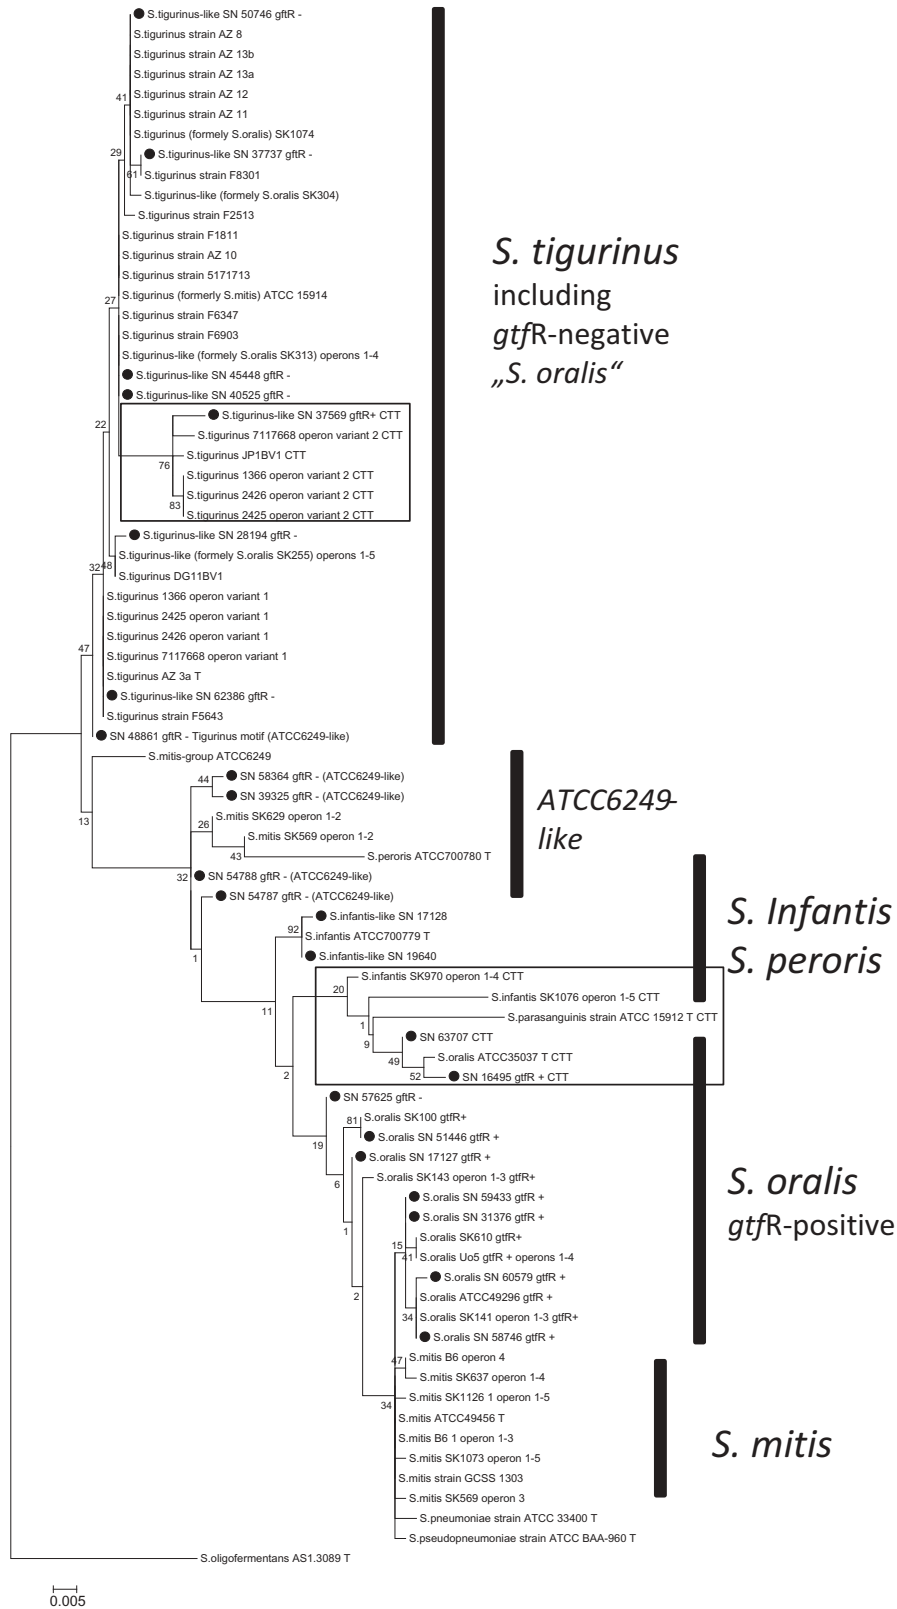 S.tigurinus-like SN 50746 gftR -
S.tigurinus strain AZ 8
S.tigurinus strain AZ 13b
S.tigurinus strain AZ 13a
S.tigurinus strain AZ 12
41
S.tigurinus strain AZ 11
S.tigurinus (formely S.oralis) SK1074
29
S.tigurinus-like SN 37737 gftR -
61
S.tigurinus strain F8301
S.tigurinus-like (formely S.oralis SK304)
S.tigurinus strain F2513
S.tigurinus strain F1811
S.tigurinus strain AZ 10
S.tigurinus strain 5171713
27
S.tigurinus (formerly S.mitis) ATCC 15914
S.tigurinus strain F6347
S.tigurinus strain F6903
S.tigurinus-like (formely S.oralis SK313) operons 1-4
S.tigurinus-like SN 45448 gftR -
S.tigurinus-like SN 40525 gftR -
S. tigurinus
including
gtfR-negative
„S. oralis“
22
S.tigurinus-like SN 37569 gftR+ CTT
S.tigurinus 7117668 operon variant 2 CTT
S.tigurinus JP1BV1 CTT
76
S.tigurinus 1366 operon variant 2 CTT
S.tigurinus 2426 operon variant 2 CTT
83
S.tigurinus 2425 operon variant 2 CTT
S.tigurinus-like SN 28194 gftR -
S.tigurinus-like (formely S.oralis SK255) operons 1-5
32
48
S.tigurinus DG11BV1
S.tigurinus 1366 operon variant 1
S.tigurinus 2425 operon variant 1
S.tigurinus 2426 operon variant 1
47
S.tigurinus 7117668 operon variant 1
S.tigurinus AZ 3a T
S.tigurinus-like SN 62386 gftR -
S.tigurinus strain F5643
SN 48861 gftR - Tigurinus motif (ATCC6249-like)
S.mitis-group ATCC6249
44
SN 58364 gftR - (ATCC6249-like)
SN 39325 gftR - (ATCC6249-like)
13
26
S.mitis SK629 operon 1-2
S.mitis SK569 operon 1-2
43
S.peroris ATCC700780 T
32
SN 54788 gftR - (ATCC6249-like)
SN 54787 gftR - (ATCC6249-like)
ATCC6249-
like
S.infantis-like SN 17128
92
S.infantis ATCC700779 T
1
S.infantis-like SN 19640
S. Infantis
S. peroris
S.infantis SK970 operon 1-4 CTT
20
S.infantis SK1076 operon 1-5 CTT
11
S.parasanguinis strain ATCC 15912 T CTT
1
SN 63707 CTT
9
S.oralis ATCC35037 T CTT
49
2
52
SN 16495 gtfR + CTT
SN 57625 gftR -
S.oralis SK100 gtfR+
81
S.oralis SN 51446 gtfR +
19
S.oralis SN 17127 gtfR +
S.oralis SK143 operon 1-3 gtfR+
6
S.oralis SN 59433 gtfR +
S.oralis SN 31376 gtfR +
1
S.oralis SK610 gtfR+
15
S.oralis Uo5 gtfR + operons 1-4
41
S.oralis SN 60579 gtfR +
2
S.oralis ATCC49296 gtfR +
S.oralis SK141 operon 1-3 gtfR+
34
S.oralis SN 58746 gtfR +
S. oralis
gtfR-positive
S.mitis B6 operon 4
47
S.mitis SK637 operon 1-4
S.mitis SK1126 1 operon 1-5
34
S.mitis ATCC49456 T
S.mitis B6 1 operon 1-3
S.mitis SK1073 operon 1-5
S.mitis strain GCSS 1303
S.mitis SK569 operon 3
S. mitis
S.pneumoniae strain ATCC 33400 T
S.pseudopneumoniae strain ATCC BAA-960 T
S.oligofermentans AS1.3089 T
0.005